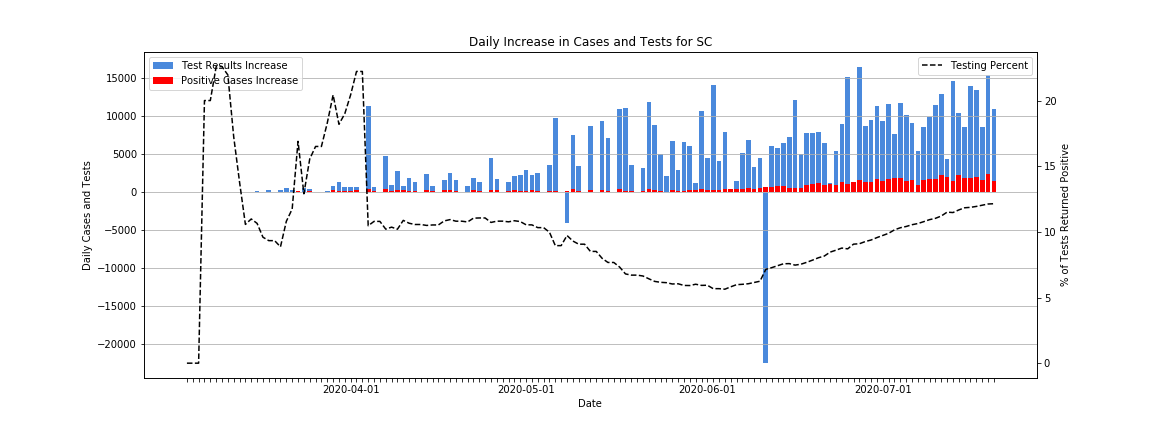 Daily Increase in Cases and Tests for SC
Test Results Increase
Positive Cases Increase
Testing Percent
15000
10000
5000
0
−5000
−10000
−15000
−20000
Daily Cases and Tests
20
15
10
5
0
% of Tests Returned Positive
2020-04-01
2020-05-01
2020-06-01
2020-07-01
Date